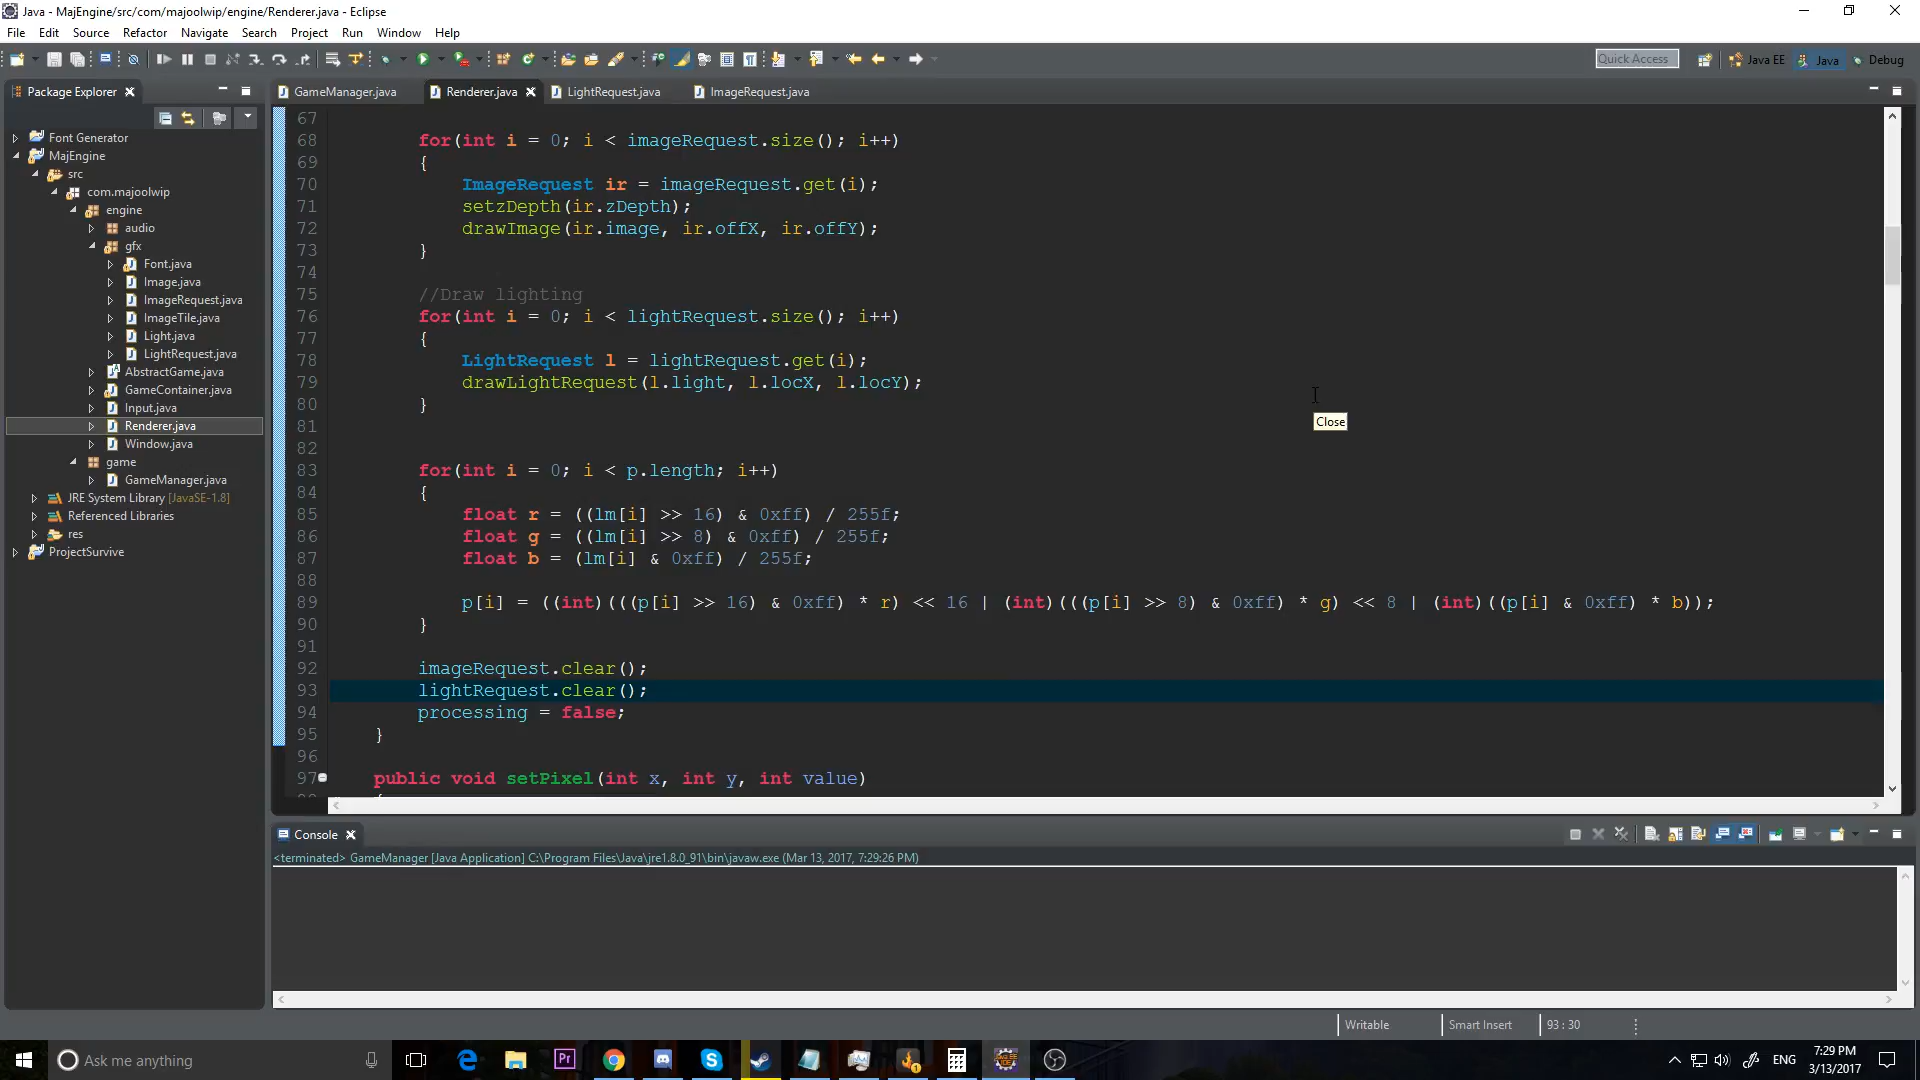 Java - MajEngine/src/com/majoolwip/engine/Renderer.java - Eclipse
File Edit Source Refactor Navigate Search Project Run Window Help
Quick Access
Java EE
Java
Debug
Package Explorer
GameManager.java
Renderer.java
LightRequest.java
ImageRequest.java
Font Generator
MajEngine
src
com.majoolwip
engine
audio
gfx
Font.java
Image.java
ImageRequest.java
ImageTile.java
Light.java
LightRequest.java
AbstractGame.java
GameContainer.java
Input.java
Renderer.java
Window.java
game
GameManager.java
JRE System Library [JavaSE-1.8]
Referenced Libraries
res
ProjectSurvive
67
68 for(int i = 0; i < imageRequest.size(); i++)
69 {
70 ImageRequest ir = imageRequest.get(i);
71 setzDepth(ir.zDepth);
72 drawImage(ir.image, ir.offX, ir.offY);
73 }
74
75 //Draw lighting
76 for(int i = 0; i < lightRequest.size(); i++)
77 {
78 LightRequest l = lightRequest.get(i);
79 drawLightRequest(l.light, l.locX, l.locY);
80 }
81
82
83 for(int i = 0; i < p.length; i++)
84 {
85 float r = ((lm[i] >> 16) & 0xff) / 255f;
86 float g = ((lm[i] >> 8) & 0xff) / 255f;
87 float b = (lm[i] & 0xff) / 255f;
88
89 p[i] = ((int)(((p[i] >> 16) & 0xff) * r) << 16 | (int)(((p[i] >> 8) & 0xff) * g) << 8 | (int)((p[i] & 0xff) * b));
90 }
91
92 imageRequest.clear();
93 lightRequest.clear();
94 processing = false;
95 }
96
97 public void setPixel(int x, int y, int value)
Close
Console
<terminated> GameManager [Java Application] C:\Program Files\Java\jre1.8.0_91\bin\javaw.exe (Mar 13, 2017, 7:29:26 PM)
Writable
Smart Insert
93 : 30
Ask me anything
ENG
7:29 PM
3/13/2017